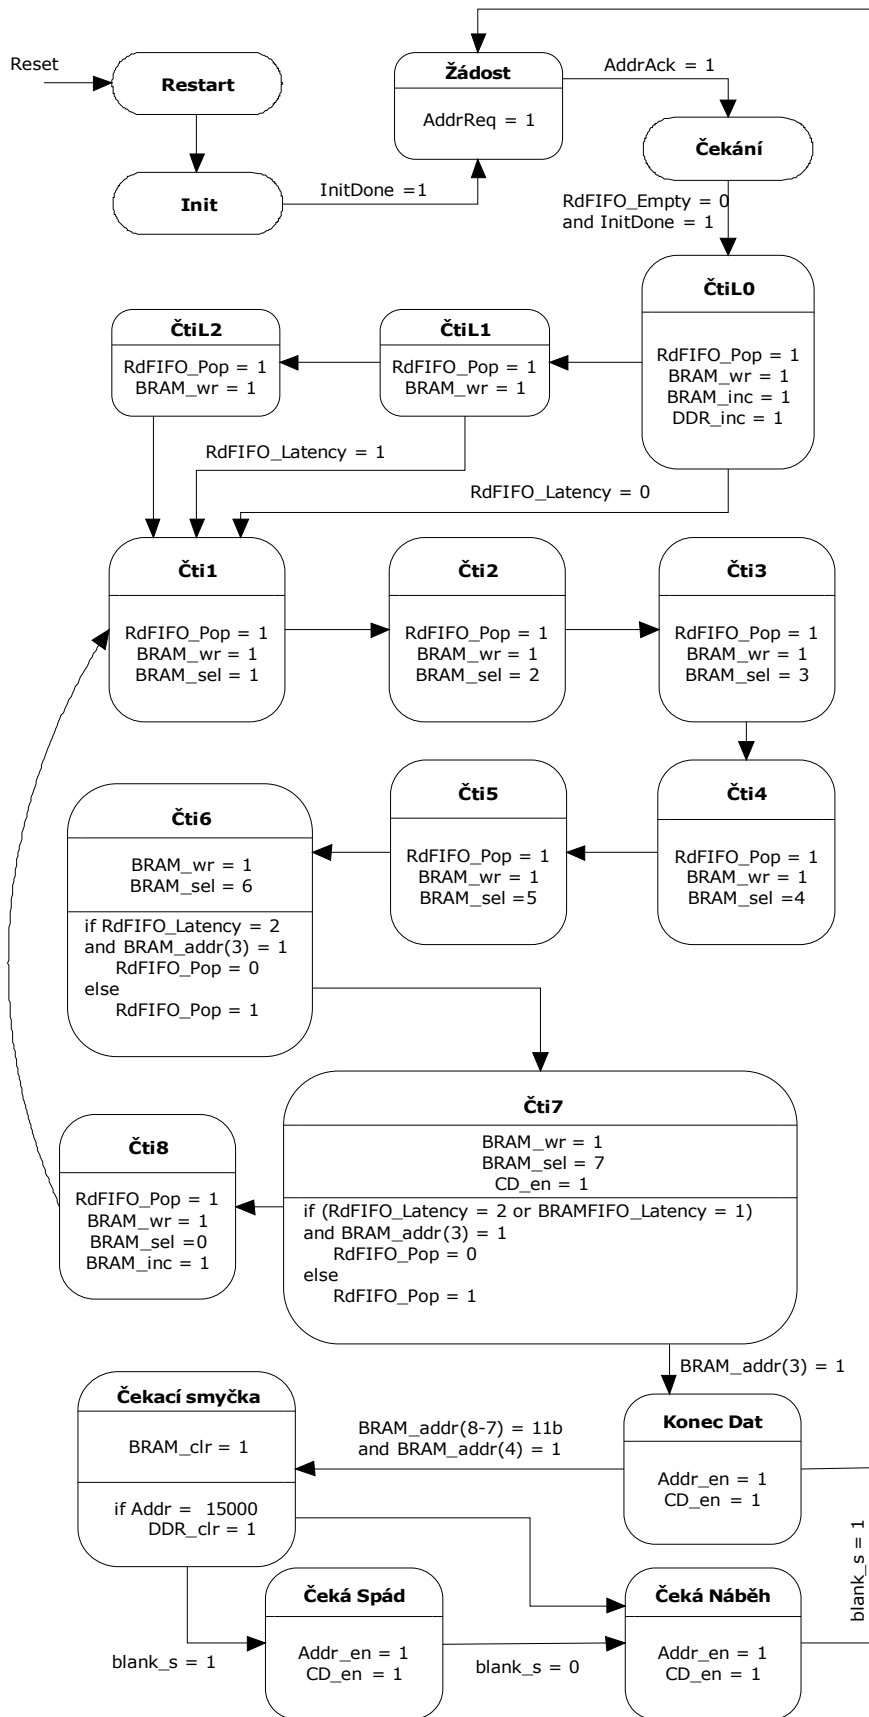 Reset
Restart
Init
InitDone =1
Žádost
AddrReq = 1
AddrAck = 1
Čekání
RdFIFO_Empty = 0
and InitDone = 1
ČtiL0
RdFIFO_Pop = 1
BRAM_wr = 1
BRAM_inc = 1
DDR_inc = 1
ČtiL1
RdFIFO_Pop = 1
BRAM_wr = 1
ČtiL2
RdFIFO_Pop = 1
BRAM_wr = 1
RdFIFO_Latency = 1
RdFIFO_Latency = 0
Čti1
RdFIFO_Pop = 1
BRAM_wr = 1
BRAM_sel = 1
Čti2
RdFIFO_Pop = 1
BRAM_wr = 1
BRAM_sel = 2
Čti3
RdFIFO_Pop = 1
BRAM_wr = 1
BRAM_sel = 3
Čti4
RdFIFO_Pop = 1
BRAM_wr = 1
BRAM_sel =4
Čti5
RdFIFO_Pop = 1
BRAM_wr = 1
BRAM_sel =5
Čti6
BRAM_wr = 1
BRAM_sel = 6
if RdFIFO_Latency = 2
and BRAM_addr(3) = 1
RdFIFO_Pop = 0
else
RdFIFO_Pop = 1
Čti7
BRAM_wr = 1
BRAM_sel = 7
CD_en = 1
if (RdFIFO_Latency = 2 or BRAMFIFO_Latency = 1)
and BRAM_addr(3) = 1
RdFIFO_Pop = 0
else
RdFIFO_Pop = 1
Čti8
RdFIFO_Pop = 1
BRAM_wr = 1
BRAM_sel =0
BRAM_inc = 1
BRAM_addr(3) = 1
Konec Dat
Addr_en = 1
CD_en = 1
BRAM_addr(8-7) = 11b
and BRAM_addr(4) = 1
Čekací smyčka
BRAM_clr = 1
if Addr = 15000
DDR_clr = 1
blank_s = 1
Čeká Spád
Addr_en = 1
CD_en = 1
blank_s = 0
Čeká Náběh
Addr_en = 1
CD_en = 1
blank_s = 1